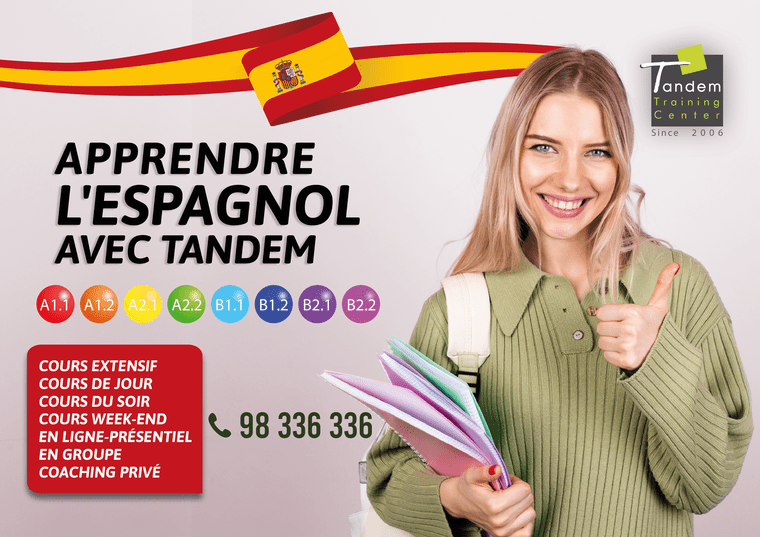 Tandem
Training
Center
Since 2006
APPRENDRE
L'ESPAGNOL
AVEC TANDEM
A1.1 A1.2 A2.1 A2.2 B1.1 B1.2 B2.1 B2.2
COURS EXTENSIF
COURS DE JOUR
COURS DU SOIR
COURS WEEK-END
EN LIGNE-PRÉSENTIEL
EN GROUPE
COACHING PRIVÉ
98 336 336